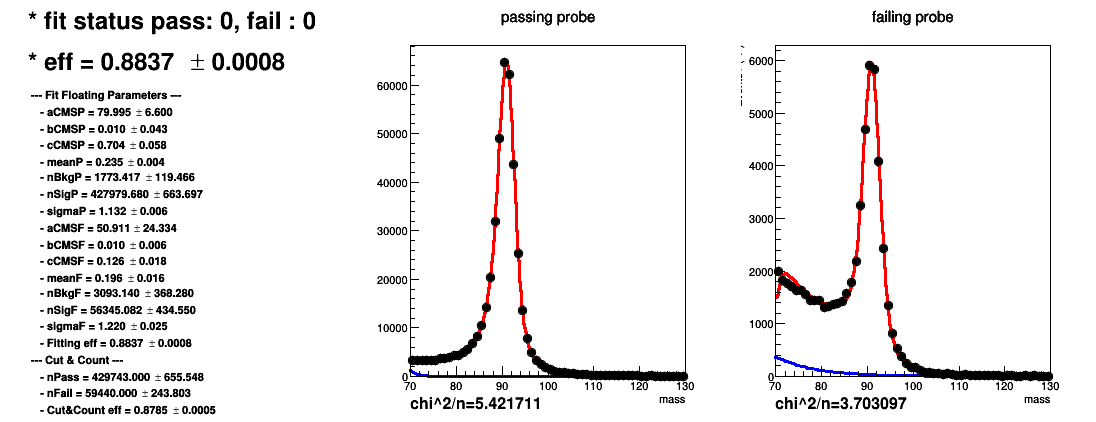 * fit status pass: 0, fail : 0
* eff = 0.8837 ± 0.0008
--- Fit Floating Parameters ---
- aCMSP = 79.995 ± 6.600
- bCMSP = 0.010 ± 0.043
- cCMSP = 0.704 ± 0.058
- meanP = 0.235 ± 0.004
- nBkgP = 1773.417 ± 119.466
- nSigP = 427979.680 ± 663.697
- sigmaP = 1.132 ± 0.006
- aCMSF = 50.911 ± 24.334
- bCMSF = 0.010 ± 0.006
- cCMSF = 0.126 ± 0.018
- meanF = 0.196 ± 0.016
- nBkgF = 3093.140 ± 368.280
- nSigF = 56345.082 ± 434.550
- sigmaF = 1.220 ± 0.025
- Fitting eff = 0.8837 ± 0.0008
--- Cut & Count ---
- nPass = 429743.000 ± 655.548
- nFail = 59440.000 ± 243.803
- Cut&Count eff = 0.8785 ± 0.0005
passing probe
60000
50000
40000
30000
20000
10000
0
70 80 90 100 110 120 130
mass
chi^2/n=5.421711
failing probe
6000
5000
4000
3000
2000
1000
0
70 80 90 100 110 120 130
mass
chi^2/n=3.703097